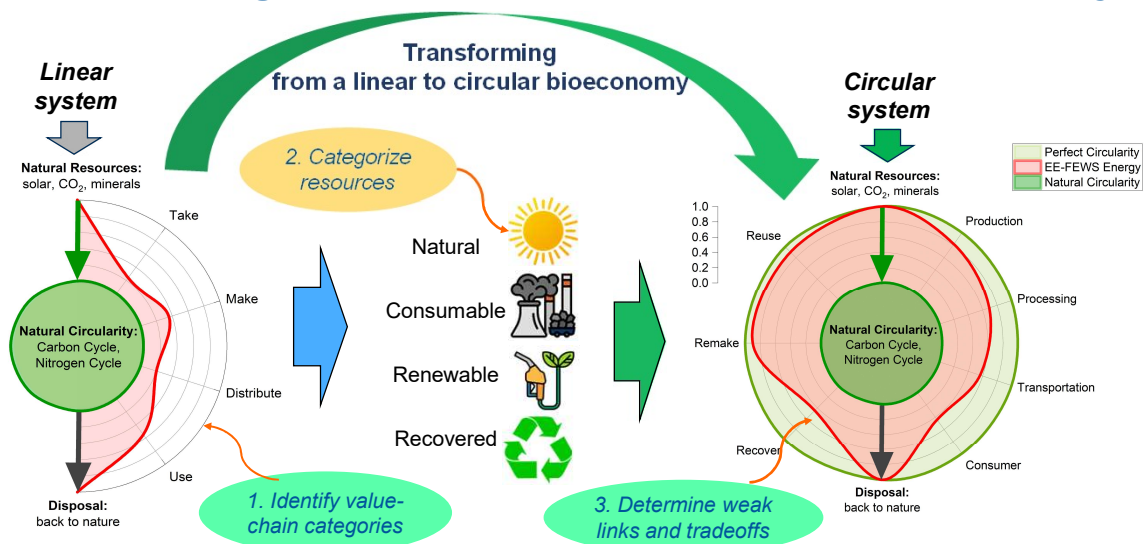 Transforming
from a linear to circular bioeconomy
Linear
system
Natural Resources:
solar, CO₂, minerals
Take
Make
Distribute
Use
Natural Circularity:
Carbon Cycle,
Nitrogen Cycle
Disposal:
back to nature
1. Identify value-
chain categories
2. Categorize
resources
Natural
Consumable
Renewable
Recovered
3. Determine weak
links and tradeoffs
Circular
system
Natural Resources:
solar, CO₂, minerals
Perfect Circularity
EE-FEWS Energy
Natural Circularity
1.0
0.8
0.6
0.4
0.2
0.0
Reuse
Production
Processing
Remake
Natural Circularity:
Carbon Cycle,
Nitrogen Cycle
Transportation
Recover
Consumer
Disposal:
back to nature